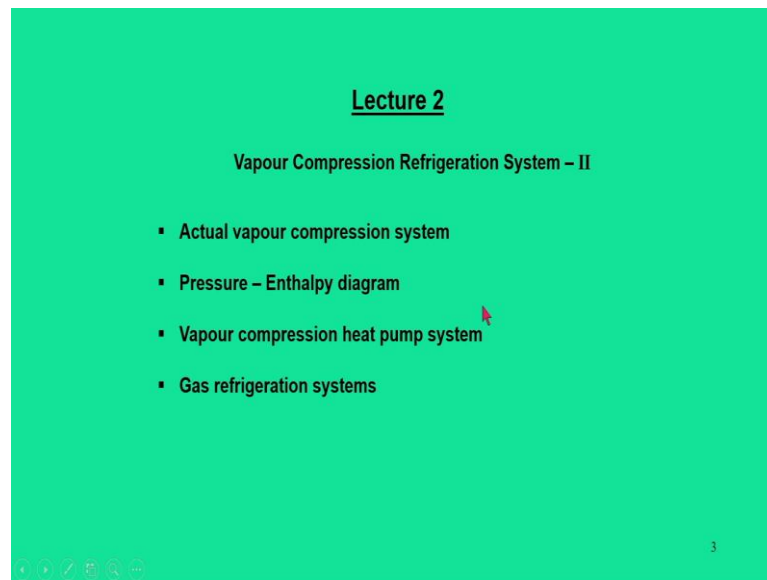 Lecture 2
Vapour Compression Refrigeration System – II
▪ Actual vapour compression system
▪ Pressure – Enthalpy diagram
▪ Vapour compression heat pump system
▪ Gas refrigeration systems
3